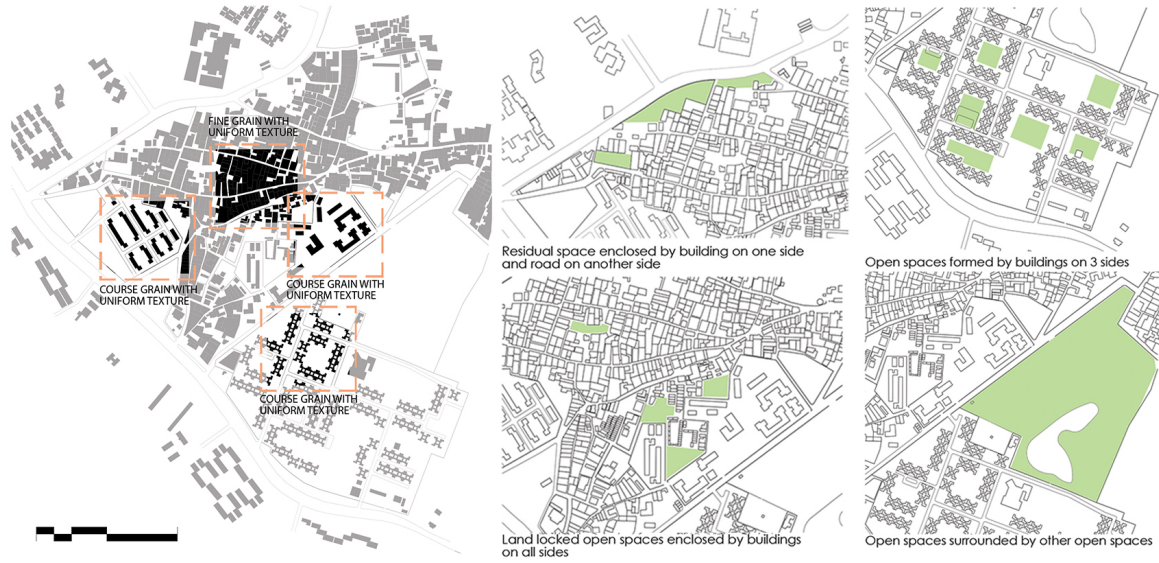 FINE GRAIN WITH
UNIFORM TEXTURE
COURSE GRAIN WITH
UNIFORM TEXTURE
COURSE GRAIN WITH
UNIFORM TEXTURE
COURSE GRAIN WITH
UNIFORM TEXTURE
Residual space enclosed by building on one side
and road on another side
Open spaces formed by buildings on 3 sides
Land locked open spaces enclosed by buildings
on all sides
Open spaces surrounded by other open spaces